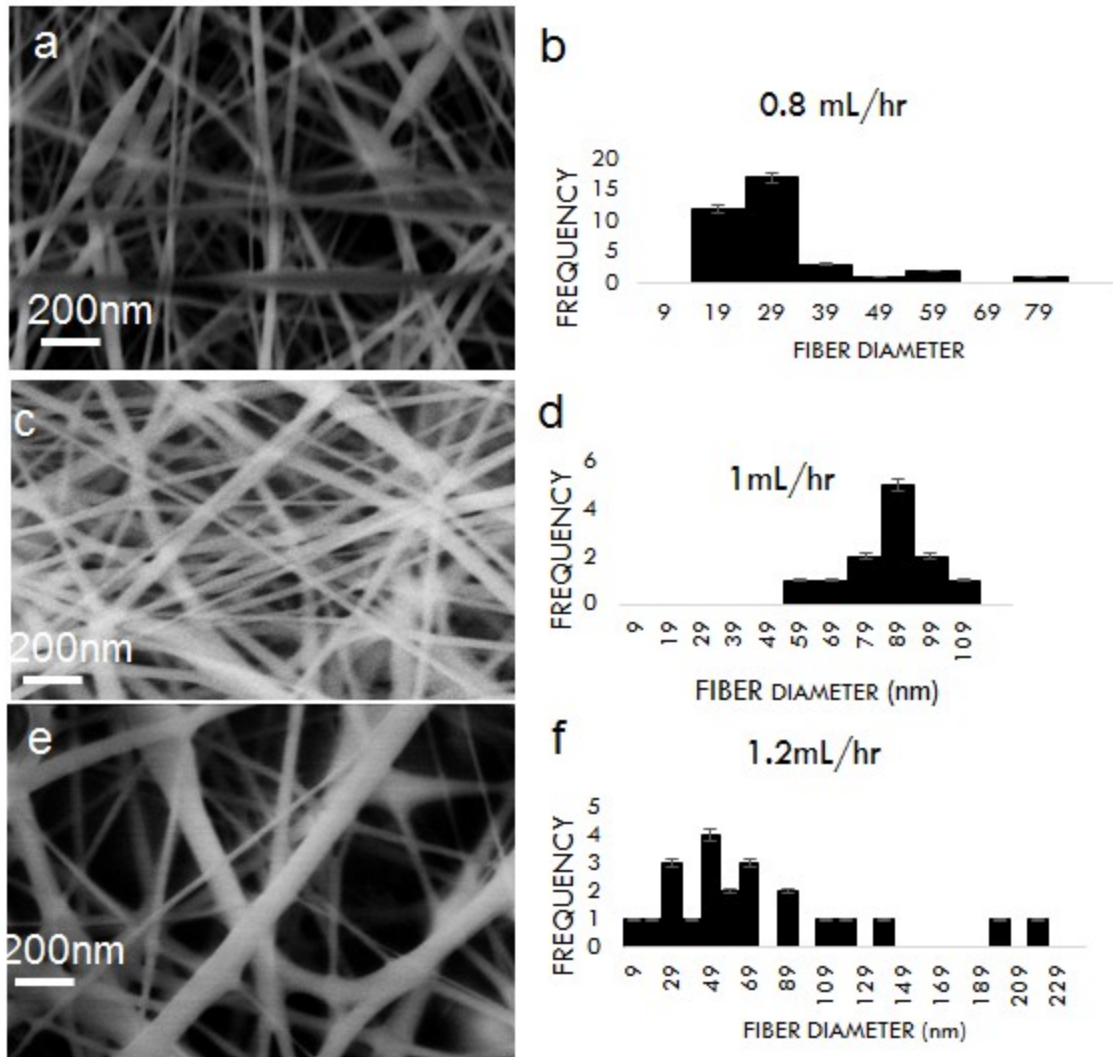 a
200nm
b
0.8 mL/hr
FREQUENCY
20
15
10
5
0
9 19 29 39 49 59 69 79
FIBER DIAMETER
c
200nm
d
1mL/hr
FREQUENCY
6
4
2
0
9 19 29 39 49 59 69 79 89 99 109
FIBER DIAMETER (nm)
e
200nm
f
1.2mL/hr
FREQUENCY
5
4
3
2
1
0
9 29 49 69 89 109 129 149 169 189 209 229
FIBER DIAMETER (nm)